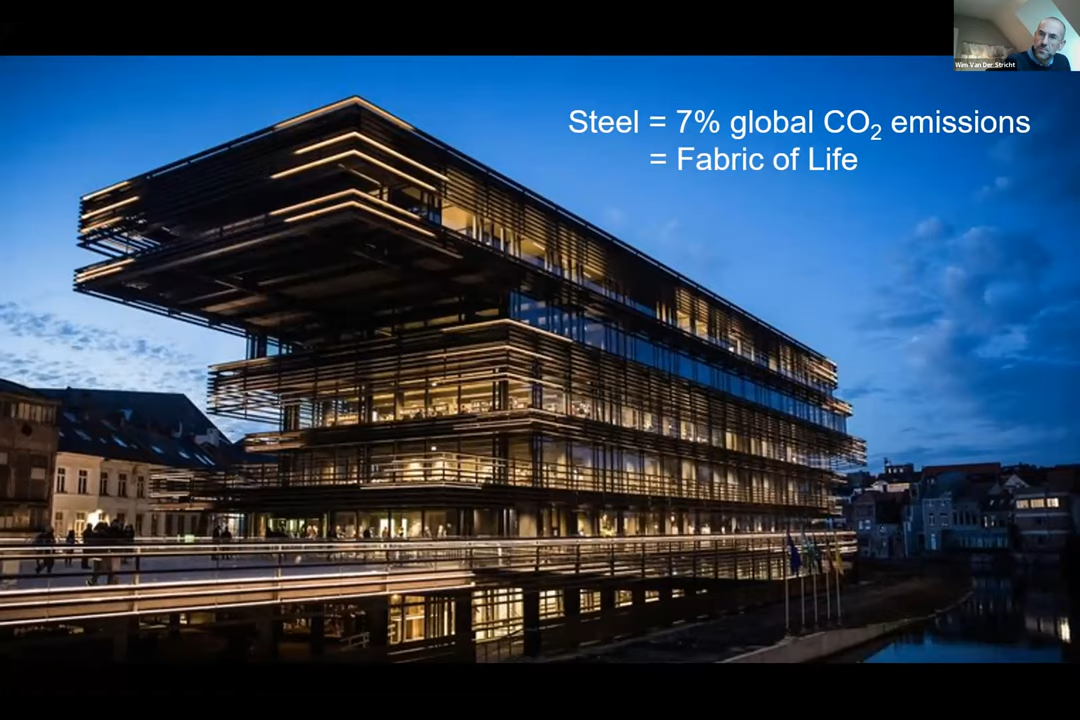 Wim Van Der Stricht
Steel = 7% global CO₂ emissions
= Fabric of Life